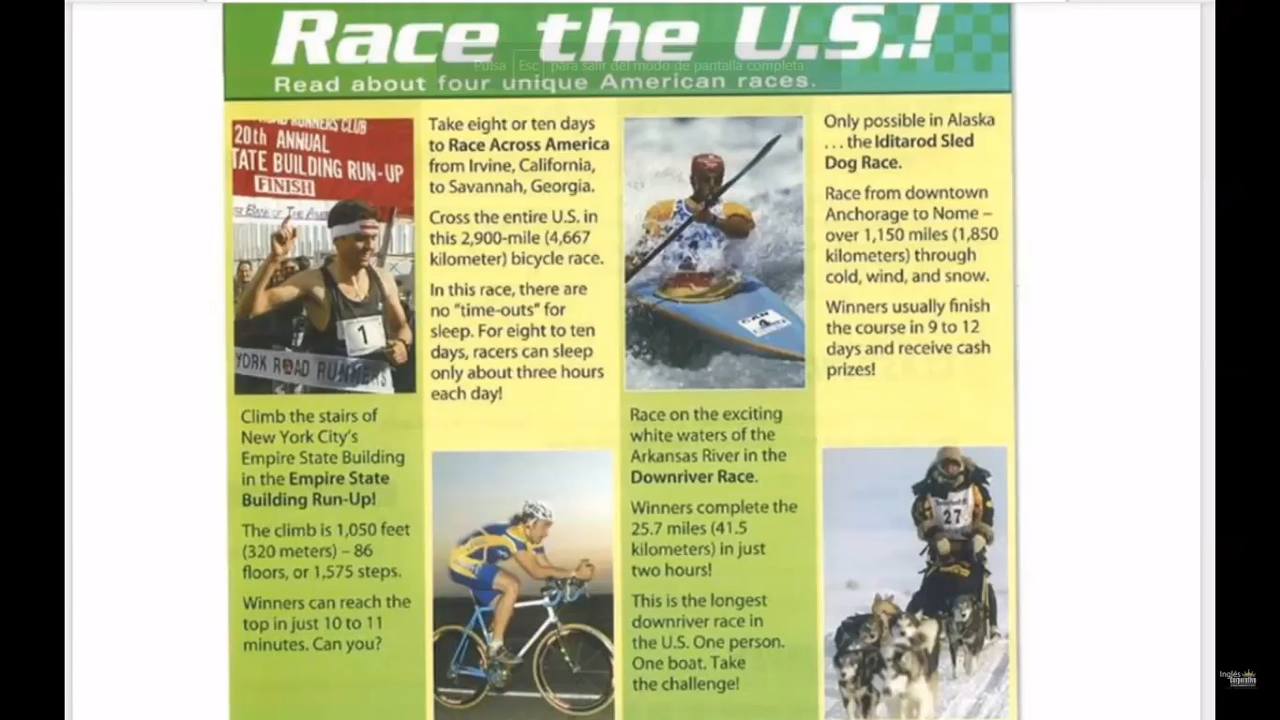 Race the U.S.!
Pulsa Esc para salir del modo de pantalla completa
Read about four unique American races.
20th ANNUAL
TATE BUILDING RUN-UP
FINISH
1
YORK ROAD RUNNERS
Climb the stairs of
New York City's
Empire State Building
in the Empire State
Building Run-Up!
The climb is 1,050 feet
(320 meters) – 86
floors, or 1,575 steps.
Winners can reach the
top in just 10 to 11
minutes. Can you?
Take eight or ten days
to Race Across America
from Irvine, California,
to Savannah, Georgia.
Cross the entire U.S. in
this 2,900-mile (4,667
kilometer) bicycle race.
In this race, there are
no "time-outs" for
sleep. For eight to ten
days, racers can sleep
only about three hours
each day!
4
Race on the exciting
white waters of the
Arkansas River in the
Downriver Race.
Winners complete the
25.7 miles (41.5
kilometers) in just
two hours!
This is the longest
downriver race in
the U.S. One person.
One boat. Take
the challenge!
Only possible in Alaska
. . . the Iditarod Sled
Dog Race.
Race from downtown
Anchorage to Nome –
over 1,150 miles (1,850
kilometers) through
cold, wind, and snow.
Winners usually finish
the course in 9 to 12
days and receive cash
prizes!
27
Inglés
Corporativo